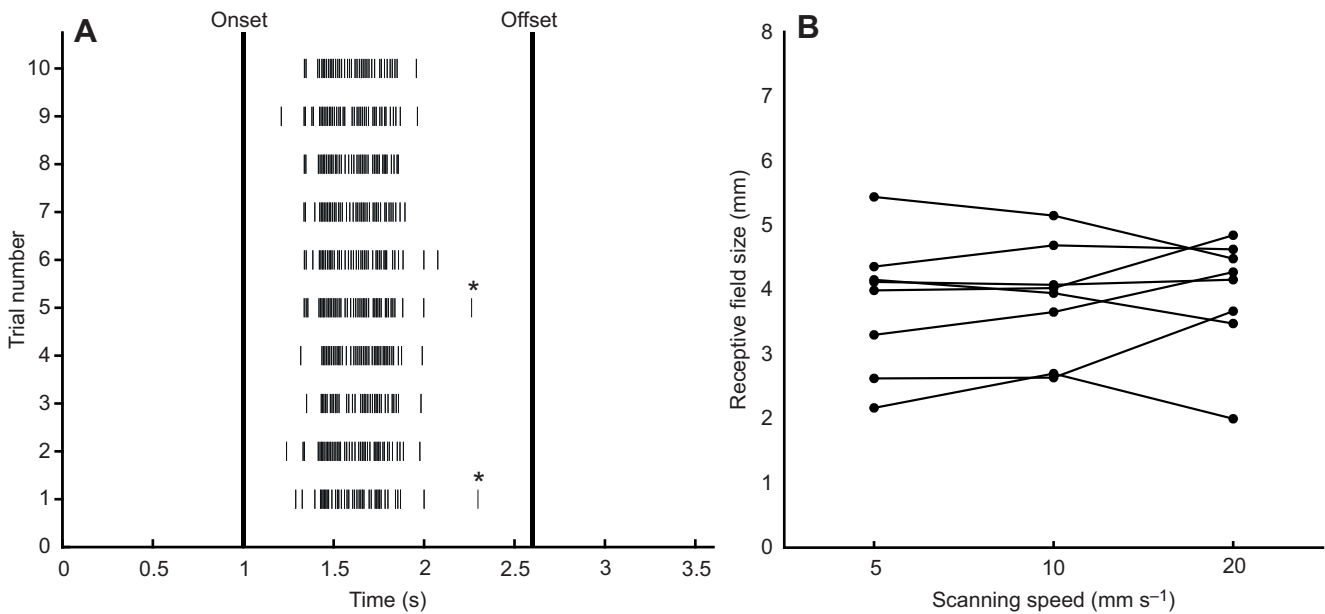 A
Onset
Offset
Trial number
10
9
8
7
6
5
4
3
2
1
0
*
*
0 0.5 1 1.5 2 2.5 3 3.5
Time (s)
B
Receptive field size (mm)
8
7
6
5
4
3
2
1
0
5 10 20
Scanning speed (mm s⁻¹)